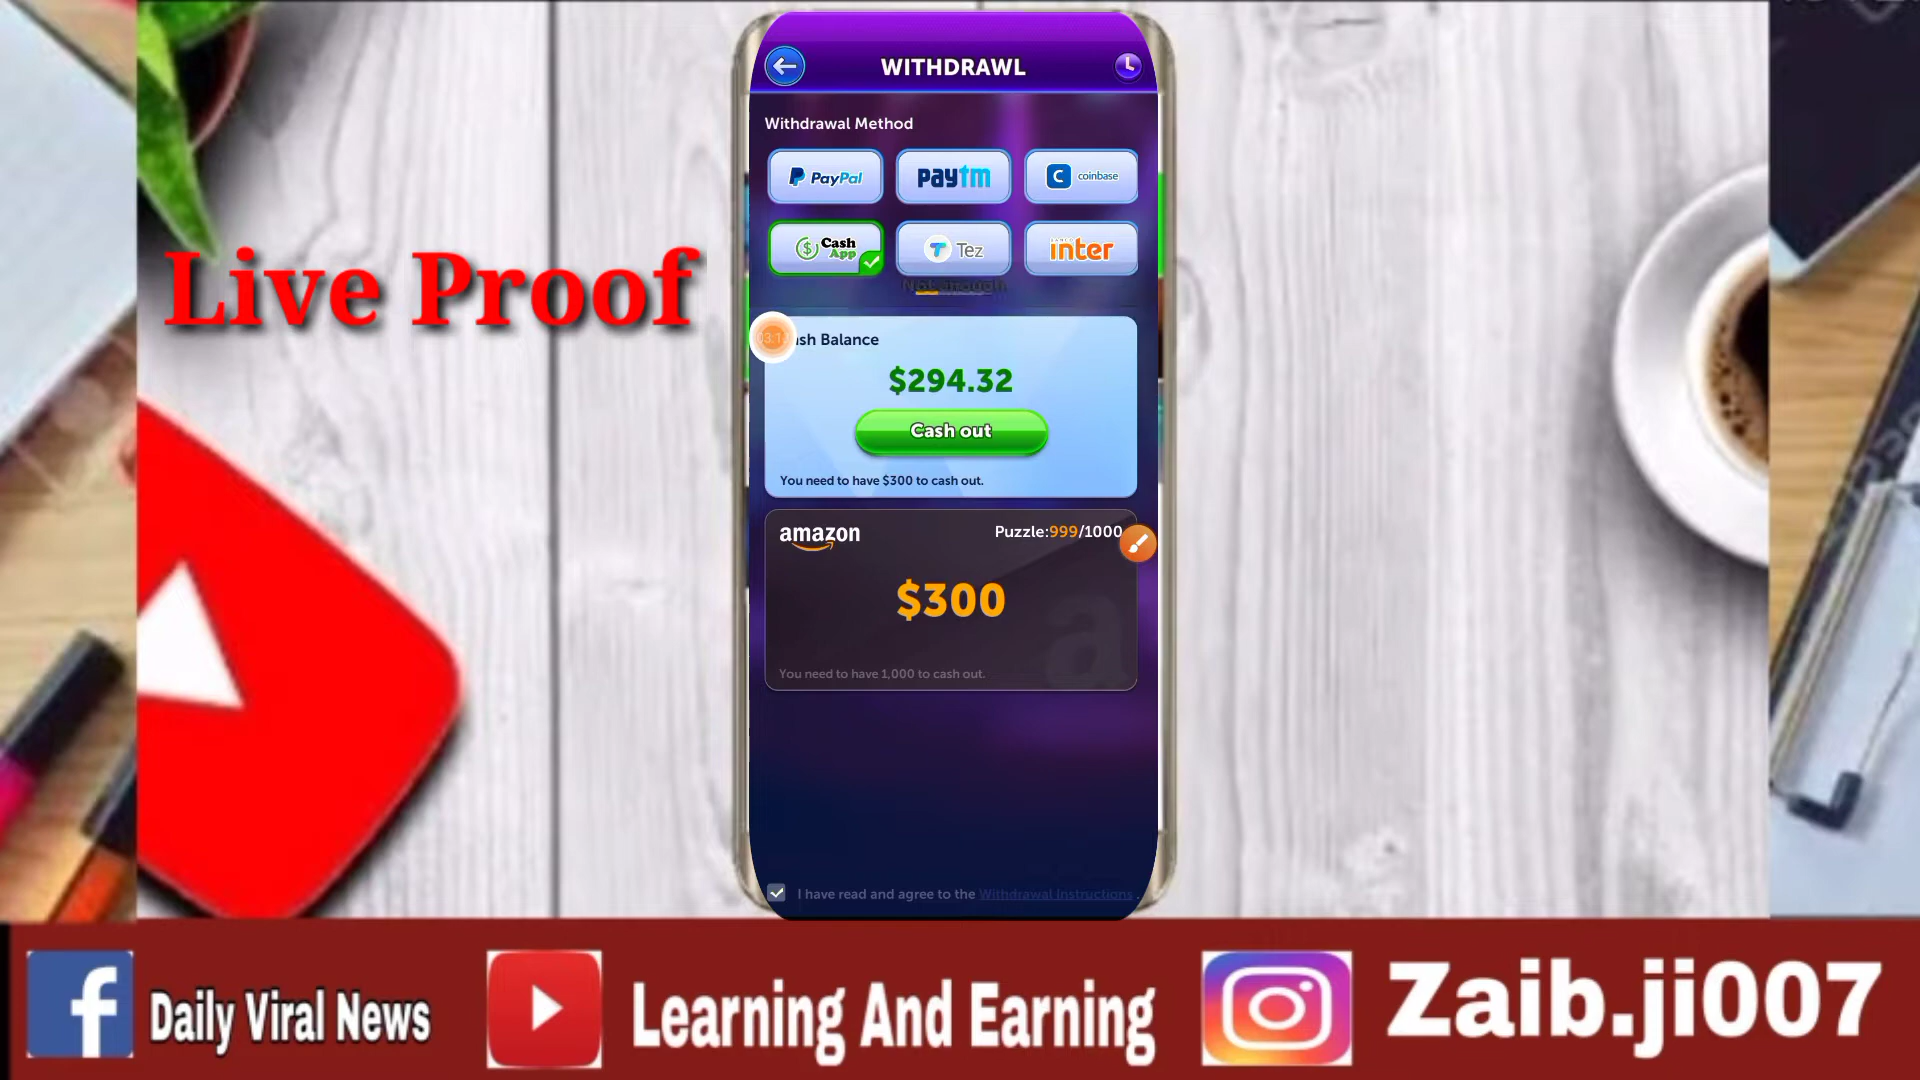 WITHDRAWL
Withdrawal Method
PayPal
paytm
coinbase
Cash App
Tez
inter
Not enough
Live Proof
sh Balance
$294.32
Cash out
You need to have $300 to cash out.
amazon
Puzzle:999/1000
$300
You need to have 1,000 to cash out.
I have read and agree to the Withdrawal Instructions .
Daily Viral News
Learning And Earning
Zaib.ji007